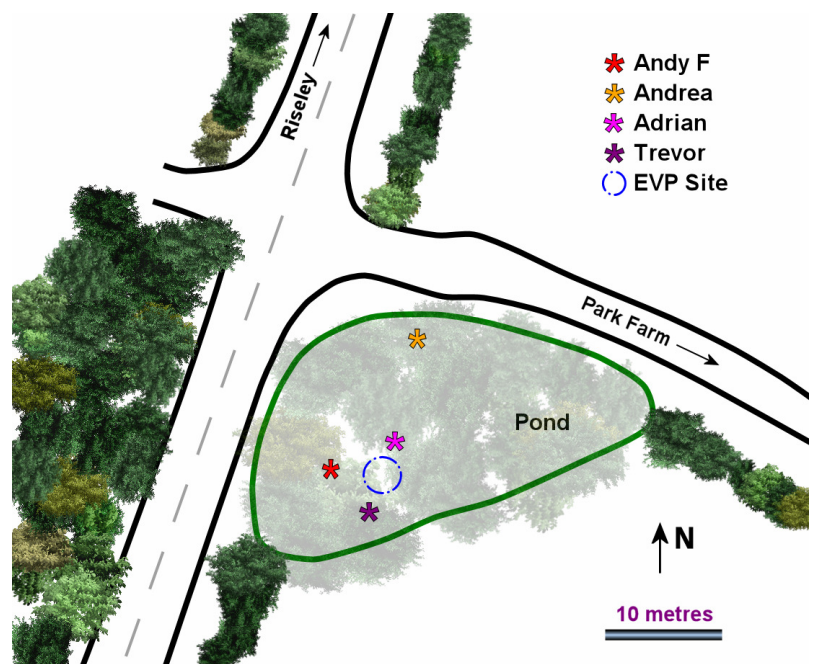 Riseley
Andy F
Andrea
Adrian
Trevor
EVP Site
Park Farm
Pond
N
10 metres